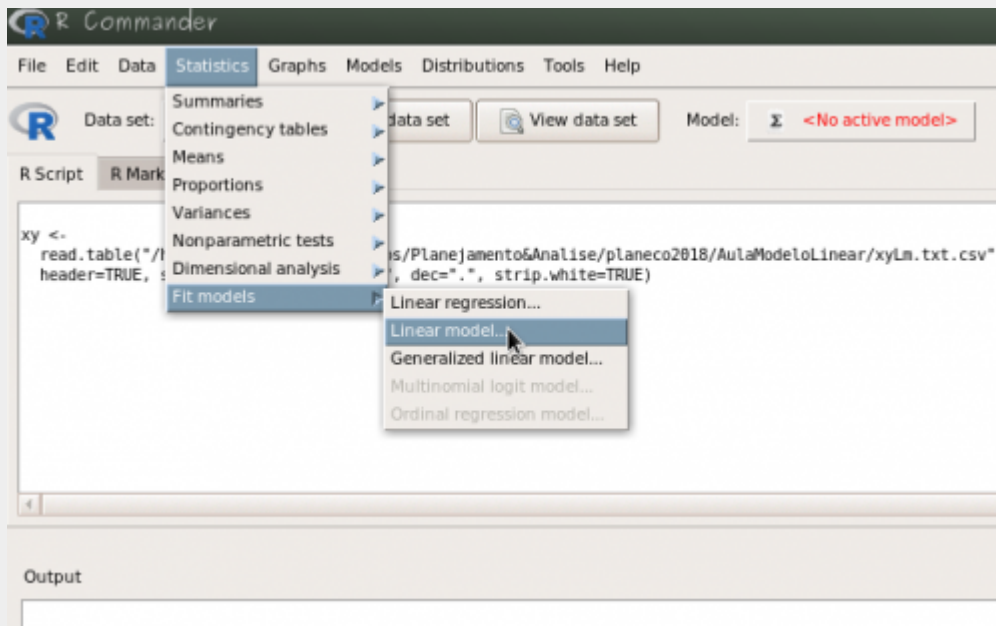 R Commander
File Edit Data Statistics Graphs Models Distributions Tools Help
Data set: data set View data set Model: Σ <No active model>
R Script R Mark
Summaries
Contingency tables
Means
Proportions
Variances
Nonparametric tests
Dimensional analysis
Fit models
Linear regression...
Linear model...
Generalized linear model...
Multinomial logit model...
Ordinal regression model...
xy <-
read.table("/ s/Planejamento&Analise/planeco2018/AulaModeloLinear/xyLm.txt.csv"
header=TRUE, ", dec=".", strip.white=TRUE)
Output